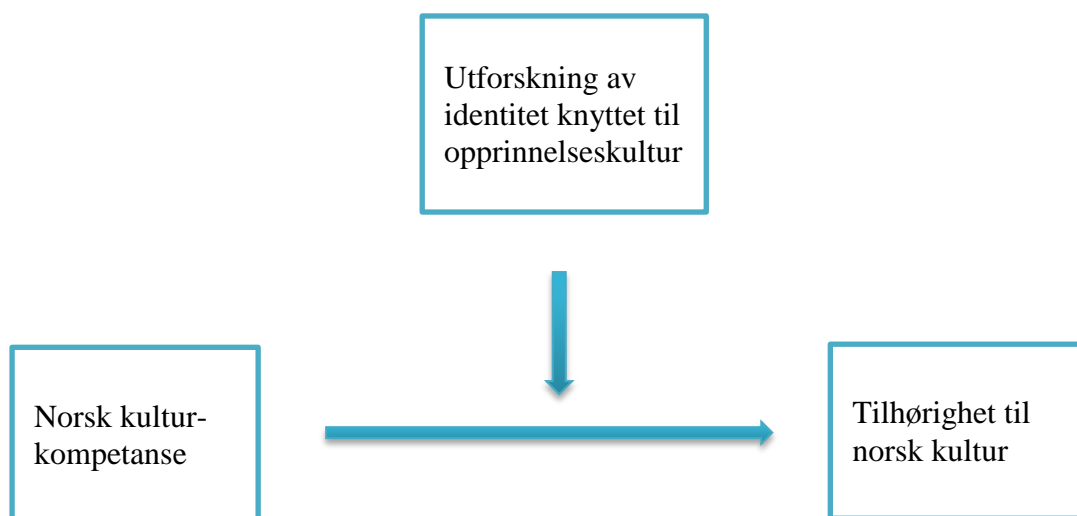 Utforskning av
identitet knyttet til
opprinnelseskultur
Norsk kultur-
kompetanse
Tilhørighet til
norsk kultur